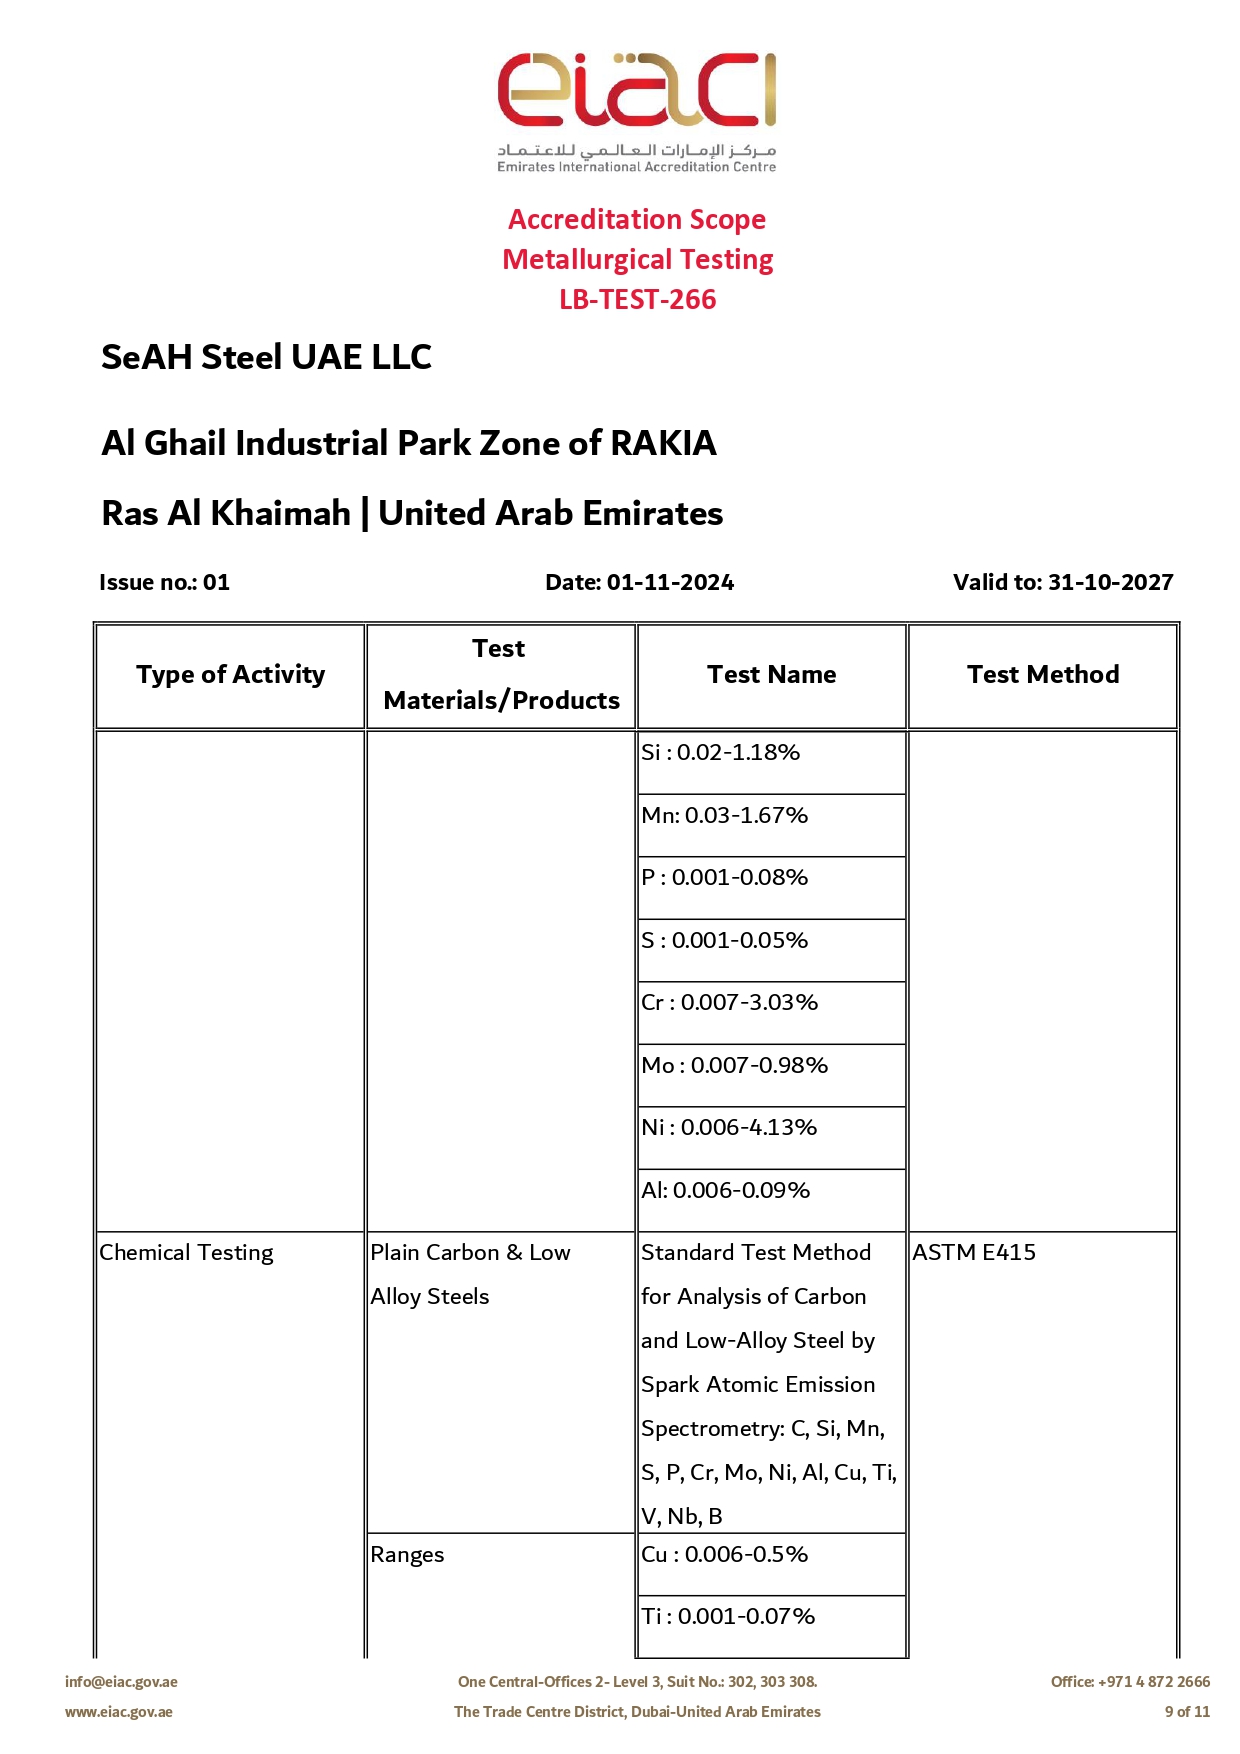 eiaci
مركز الإمارات العالمي للاعتماد
Emirates International Accreditation Centre
Accreditation Scope
Metallurgical Testing
LB-TEST-266
SeAH Steel UAE LLC
Al Ghail Industrial Park Zone of RAKIA
Ras Al Khaimah | United Arab Emirates
Issue no.: 01 Date: 01-11-2024 Valid to: 31-10-2027
Type of Activity
Test
Materials/Products
Test Name
Test Method
Si : 0.02-1.18%
Mn: 0.03-1.67%
P : 0.001-0.08%
S : 0.001-0.05%
Cr : 0.007-3.03%
Mo : 0.007-0.98%
Ni : 0.006-4.13%
Al: 0.006-0.09%
Chemical Testing
Plain Carbon & Low
Alloy Steels
Standard Test Method
for Analysis of Carbon
and Low-Alloy Steel by
Spark Atomic Emission
Spectrometry: C, Si, Mn,
S, P, Cr, Mo, Ni, Al, Cu, Ti,
V, Nb, B
ASTM E415
Ranges
Cu : 0.006-0.5%
Ti : 0.001-0.07%
info@eiac.gov.ae One Central-Offices 2- Level 3, Suit No.: 302, 303 308. Office: +971 4 872 2666
www.eiac.gov.ae The Trade Centre District, Dubai-United Arab Emirates 9 of 11